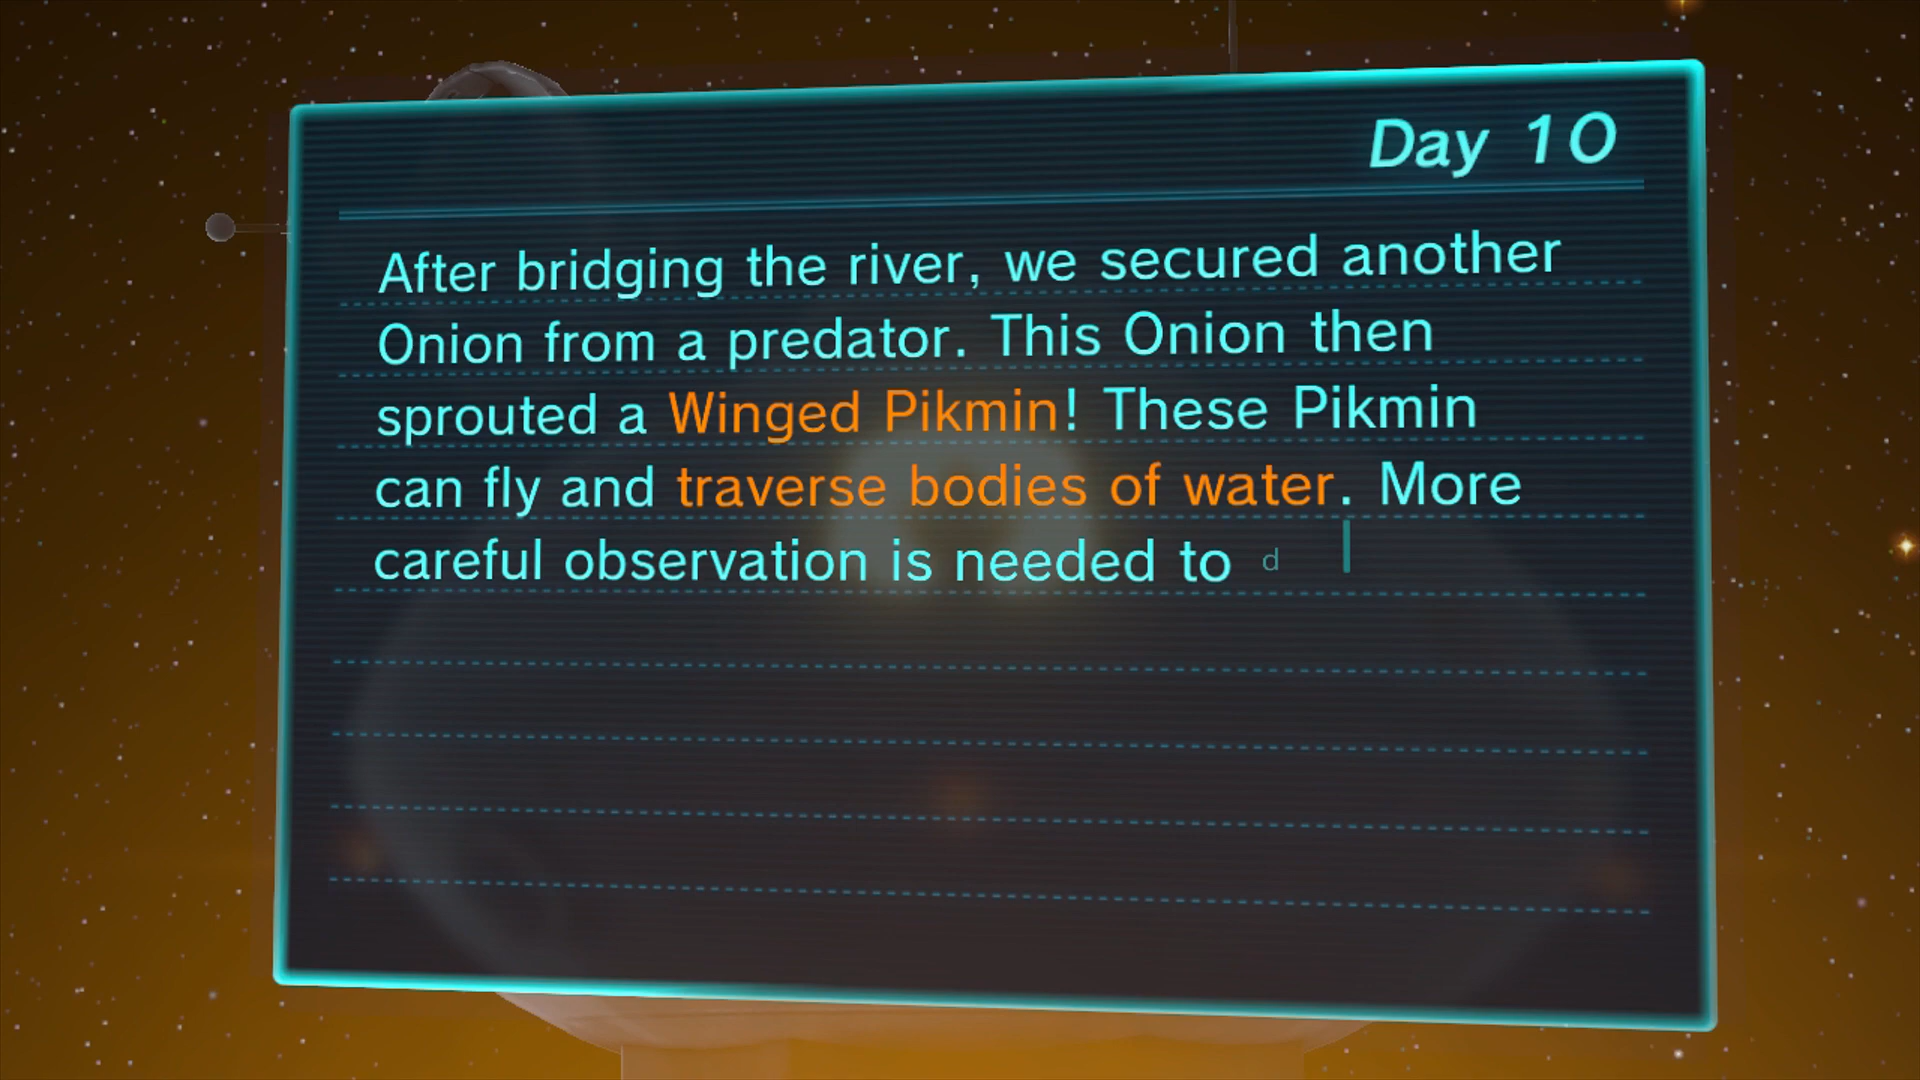 Day 10
After bridging the river, we secured another
Onion from a predator. This Onion then
sprouted a Winged Pikmin! These Pikmin
can fly and traverse bodies of water. More
careful observation is needed to d